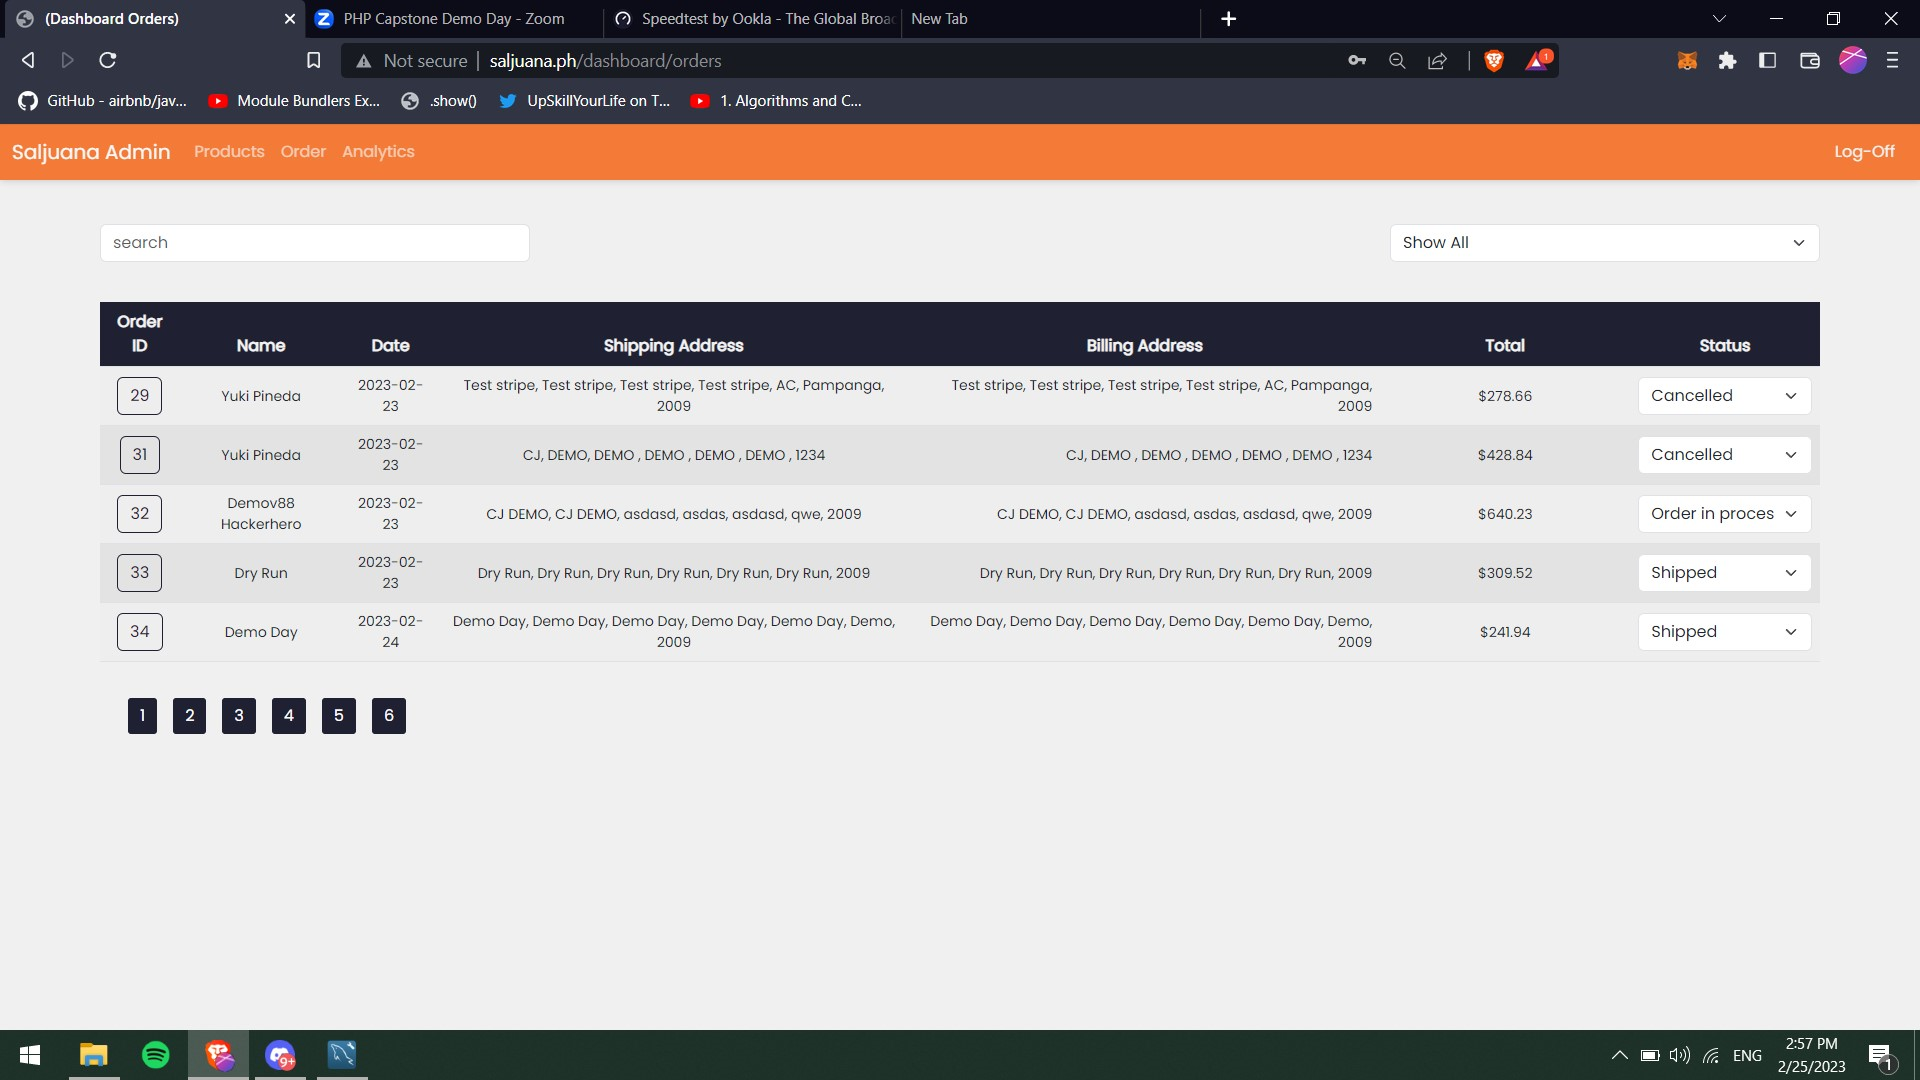 (Dashboard Orders)
PHP Capstone Demo Day - Zoom
Speedtest by Ookla - The Global Broa
New Tab
Not secure
saljuana.ph/dashboard/orders
1
GitHub - airbnb/jav...
Module Bundlers Ex...
.show()
UpSkillYourLife on T...
1. Algorithms and C...
Saljuana Admin
Products
Order
Analytics
Log-Off
search
Show All
Order
ID
Name
Date
Shipping Address
Billing Address
Total
Status
29
Yuki Pineda
2023-02-
23
Test stripe, Test stripe, Test stripe, Test stripe, AC, Pampanga,
2009
Test stripe, Test stripe, Test stripe, Test stripe, AC, Pampanga,
2009
$278.66
Cancelled
31
Yuki Pineda
2023-02-
23
CJ, DEMO, DEMO , DEMO , DEMO , DEMO , 1234
CJ, DEMO , DEMO , DEMO , DEMO , DEMO , 1234
$428.84
Cancelled
32
Demov88
Hackerhero
2023-02-
23
CJ DEMO, CJ DEMO, asdasd, asdas, asdasd, qwe, 2009
CJ DEMO, CJ DEMO, asdasd, asdas, asdasd, qwe, 2009
$640.23
Order in proces
33
Dry Run
2023-02-
23
Dry Run, Dry Run, Dry Run, Dry Run, Dry Run, Dry Run, 2009
Dry Run, Dry Run, Dry Run, Dry Run, Dry Run, Dry Run, 2009
$309.52
Shipped
34
Demo Day
2023-02-
24
Demo Day, Demo Day, Demo Day, Demo Day, Demo Day, Demo,
2009
Demo Day, Demo Day, Demo Day, Demo Day, Demo Day, Demo,
2009
$241.94
Shipped
1
2
3
4
5
6
9+
ENG
2:57 PM
2/25/2023
1